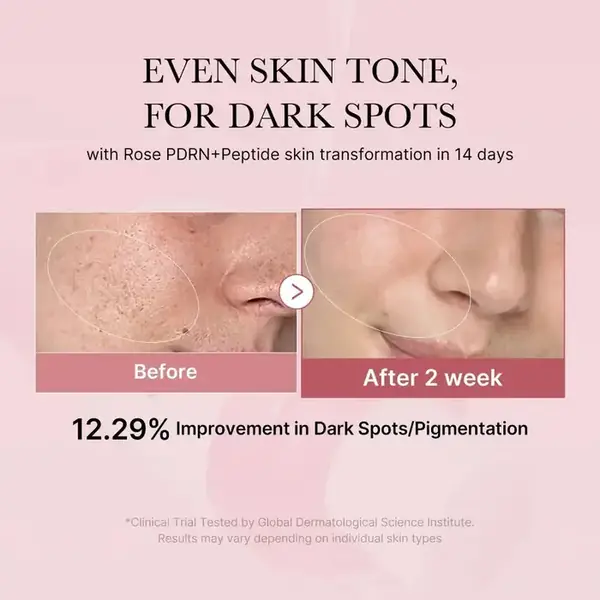 EVEN SKIN TONE,
FOR DARK SPOTS
with Rose PDRN+Peptide skin transformation in 14 days
Before
After 2 week
12.29% Improvement in Dark Spots/Pigmentation
*Clinical Trial Tested by Global Dermatological Science Institute.
Results may vary depending on individual skin types